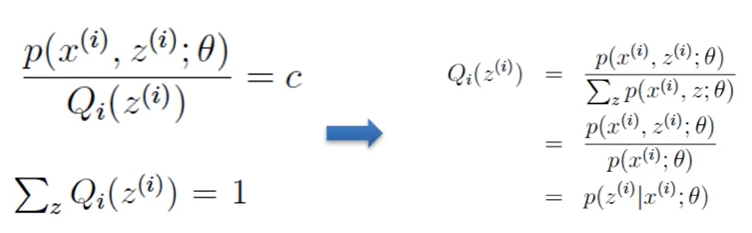 p(x^{(i)}, z^{(i)}; θ) / Q_i(z^{(i)}) = c
∑_z Q_i(z^{(i)}) = 1
Q_i(z^{(i)}) = p(x^{(i)}, z^{(i)}; θ) / ∑_z p(x^{(i)}, z; θ)
= p(x^{(i)}, z^{(i)}; θ) / p(x^{(i)}; θ)
= p(z^{(i)}|x^{(i)}; θ)